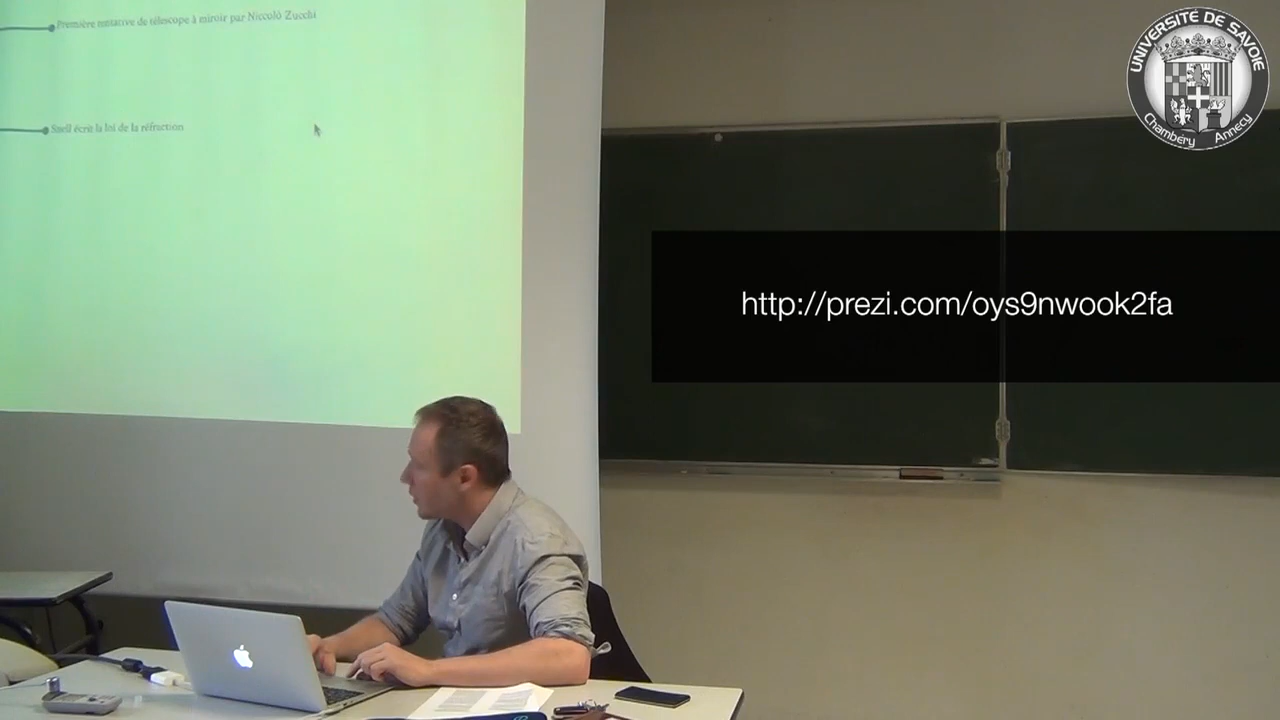 Première tentative de télescope à miroir par Niccolò Zucchi
Snell écrit la loi de la réfraction
UNIVERSITÉ DE SAVOIE
Chambéry Annecy
http://prezi.com/oys9nwook2fa